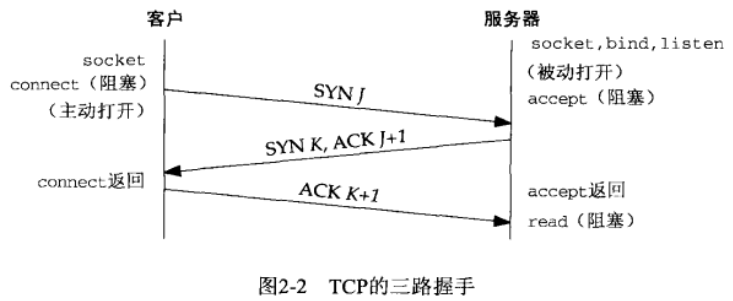 客户
服务器
socket
connect（阻塞）
（主动打开）
socket,bind,listen
（被动打开）
accept（阻塞）
SYN J
SYN K, ACK J+1
connect返回
ACK K+1
accept返回
read（阻塞）
图2-2 TCP的三路握手